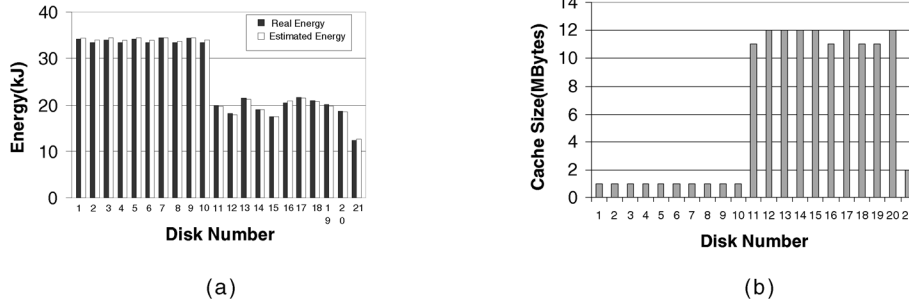 40
30
20
10
0
Energy(kJ)
Real Energy
Estimated Energy
1 2 3 4 5 6 7 8 9 10 11 12 13 14 15 16 17 18 19 20 21
Disk Number
(a)
14
12
10
8
6
4
2
0
Cache Size(MBytes)
1 2 3 4 5 6 7 8 9 10 11 12 13 14 15 16 17 18 19 20 2
Disk Number
(b)